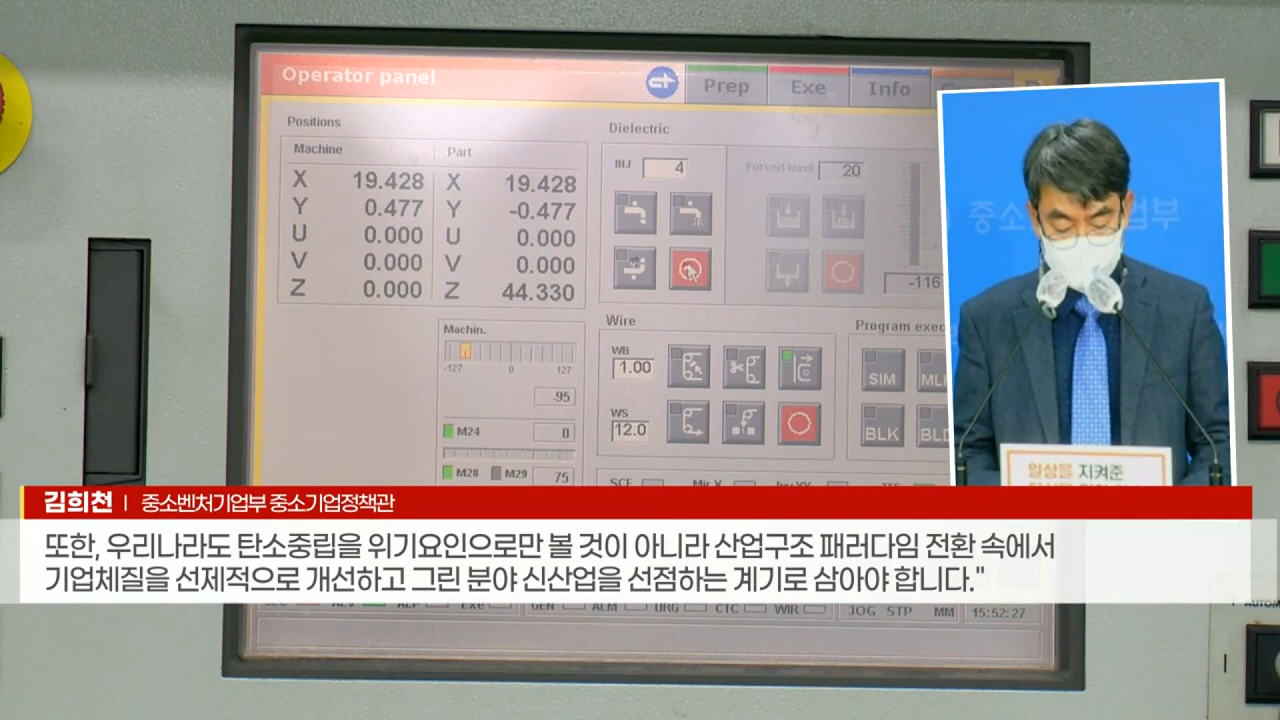 Operator panel
Prep
Exe
Info
Positions
Machine
Part
X 19.428 X 19.428
Y 0.477 Y -0.477
U 0.000 U 0.000
V 0.000 V 0.000
Z 0.000 Z 44.330
Dielectric
INJ 4
Forced level 20
-116
Machin.
-127 0 127
-95
M24 0
M28 M29 75
Wire
WB
1.00
WS
12.0
Program exec
SIM
BLK
일상을 지켜준
김희천 | 중소벤처기업부 중소기업정책관
또한, 우리나라도 탄소중립을 위기요인으로만 볼 것이 아니라 산업구조 패러다임 전환 속에서
기업체질을 선제적으로 개선하고 그린 분야 신산업을 선점하는 계기로 삼아야 합니다."
GEN ALM URG CTC WIR JOG STP MM 15:52:27